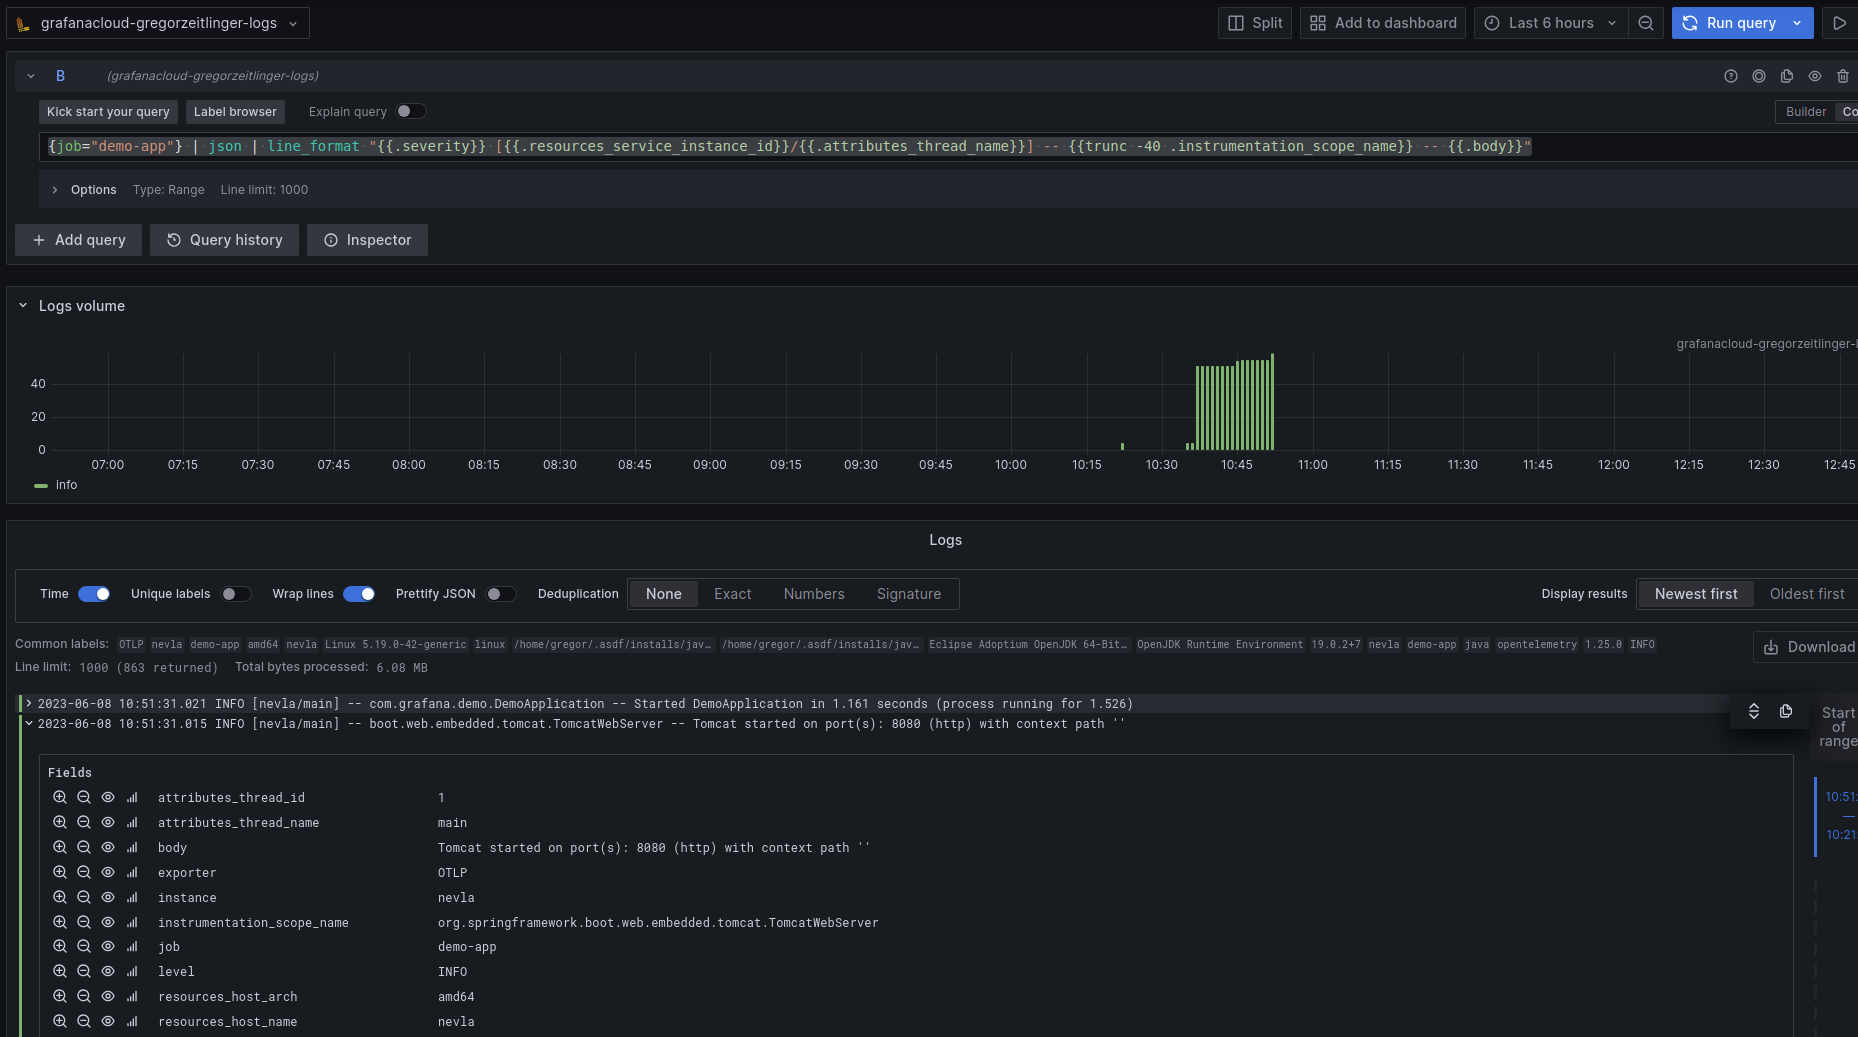 grafanacloud-gregorzeitlinger-logs
Split
Add to dashboard
Last 6 hours
Run query
B
(grafanacloud-gregorzeitlinger-logs)
Kick start your query
Label browser
Explain query
Builder
Co
{job="demo-app"} | json | line_format "{{.severity}} [{{.resources_service_instance_id}}/{{.attributes_thread_name}}] -- {{trunc -40 .instrumentation_scope_name}} -- {{.body}}"
Options Type: Range Line limit: 1000
Add query
Query history
Inspector
Logs volume
grafanacloud-gregorzeitlinger-l
40
20
0
07:00 07:15 07:30 07:45 08:00 08:15 08:30 08:45 09:00 09:15 09:30 09:45 10:00 10:15 10:30 10:45 11:00 11:15 11:30 11:45 12:00 12:15 12:30 12:45
info
Logs
Time Unique labels Wrap lines Prettify JSON Deduplication None Exact Numbers Signature Display results Newest first Oldest first
Common labels: OTLP nevla demo-app amd64 nevla Linux 5.19.0-42-generic linux /home/gregor/.asdf/installs/jav… /home/gregor/.asdf/installs/jav… Eclipse Adoptium OpenJDK 64-Bit… OpenJDK Runtime Environment 19.0.2+7 nevla demo-app java opentelemetry 1.25.0 INFO
Download
Line limit: 1000 (863 returned) Total bytes processed: 6.08 MB
2023-06-08 10:51:31.021 INFO [nevla/main] -- com.grafana.demo.DemoApplication -- Started DemoApplication in 1.161 seconds (process running for 1.526)
2023-06-08 10:51:31.015 INFO [nevla/main] -- boot.web.embedded.tomcat.TomcatWebServer -- Tomcat started on port(s): 8080 (http) with context path ''
Start
of
range
10:51:
—
10:21
Fields
attributes_thread_id 1
attributes_thread_name main
body Tomcat started on port(s): 8080 (http) with context path ''
exporter OTLP
instance nevla
instrumentation_scope_name org.springframework.boot.web.embedded.tomcat.TomcatWebServer
job demo-app
level INFO
resources_host_arch amd64
resources_host_name nevla